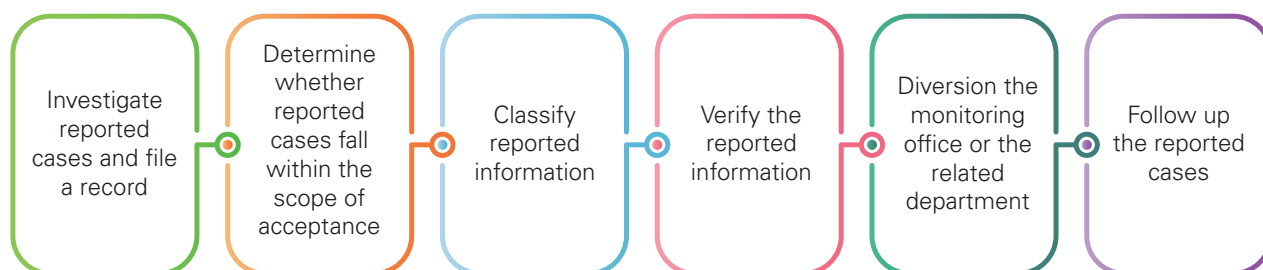 Investigate
reported
cases and file
a record
Determine
whether
reported
cases fall
within the
scope of
acceptance
Classify
reported
information
Verify the
reported
information
Diversion the
monitoring
office or the
related
department
Follow up
the reported
cases